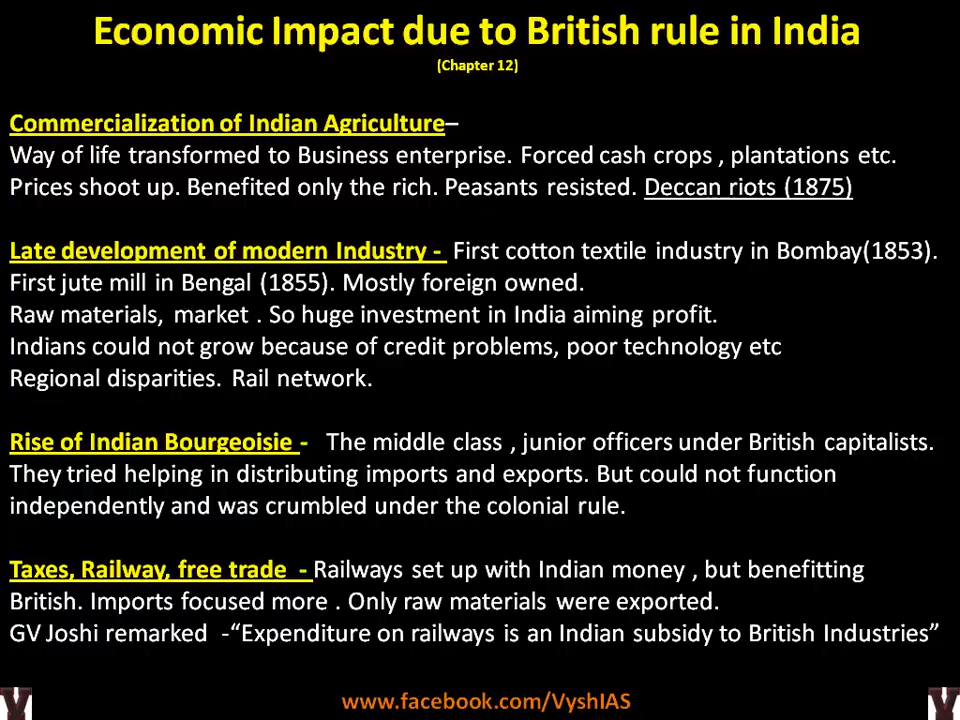 Economic Impact due to British rule in India
(Chapter 12)
Commercialization of Indian Agriculture–
Way of life transformed to Business enterprise. Forced cash crops , plantations etc.
Prices shoot up. Benefited only the rich. Peasants resisted. Deccan riots (1875)
Late development of modern Industry - First cotton textile industry in Bombay(1853).
First jute mill in Bengal (1855). Mostly foreign owned.
Raw materials, market . So huge investment in India aiming profit.
Indians could not grow because of credit problems, poor technology etc
Regional disparities. Rail network.
Rise of Indian Bourgeoisie - The middle class , junior officers under British capitalists.
They tried helping in distributing imports and exports. But could not function
independently and was crumbled under the colonial rule.
Taxes, Railway, free trade - Railways set up with Indian money , but benefitting
British. Imports focused more . Only raw materials were exported.
GV Joshi remarked -“Expenditure on railways is an Indian subsidy to British Industries”
V www.facebook.com/VyshIAS V